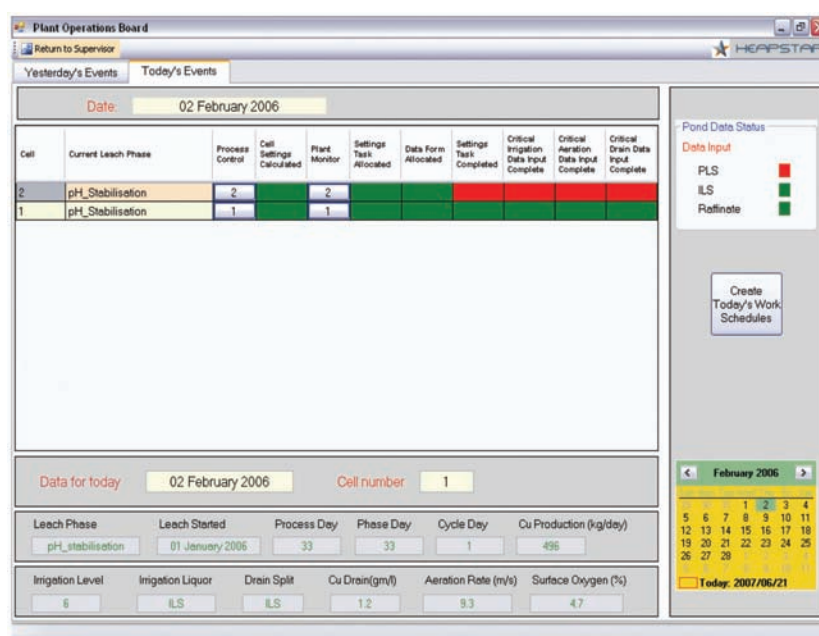 Plant Operations Board
Return to Supervisor
HEAPSTAR
Yesterday's Events Today's Events
Date: 02 February 2006
Cell Current Leach Phase Process Control Cell Settings Calculated Plant Monitor Settings Task Allocated Data Form Allocated Settings Task Completed Critical Irrigation Data Input Complete Critical Aeration Data Input Complete Critical Drain Data Input Complete
2 pH_Stabilisation 2 2
1 pH_Stabilisation 1 1
Pond Data Status
Data Input
PLS
ILS
Raffinate
Create
Today's Work
Schedules
Data for today 02 February 2006 Cell number 1
Leach Phase Leach Started Process Day Phase Day Cycle Day Cu Production (kg/day)
pH_stabilisation 01 January 2006 33 33 1 496
Irrigation Level Irrigation Liquor Drain Split Cu Drain(gm/l) Aeration Rate (m/s) Surface Oxygen (%)
6 ILS ILS 1.2 9.3 4.7
< February 2006 >
1 2 3 4
5 6 7 8 9 10 11
12 13 14 15 16 17 18
19 20 21 22 23 24 25
26 27 28
Today: 2007/06/21